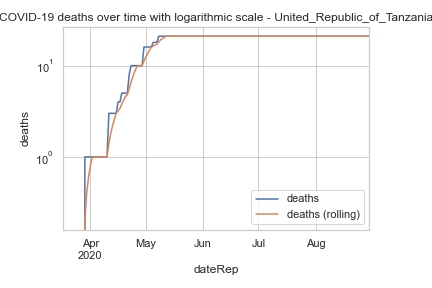 COVID-19 deaths over time with logarithmic scale - United_Republic_of_Tanzania
10¹
10⁰
deaths
deaths
deaths (rolling)
Apr
2020
May
Jun
Jul
Aug
dateRep